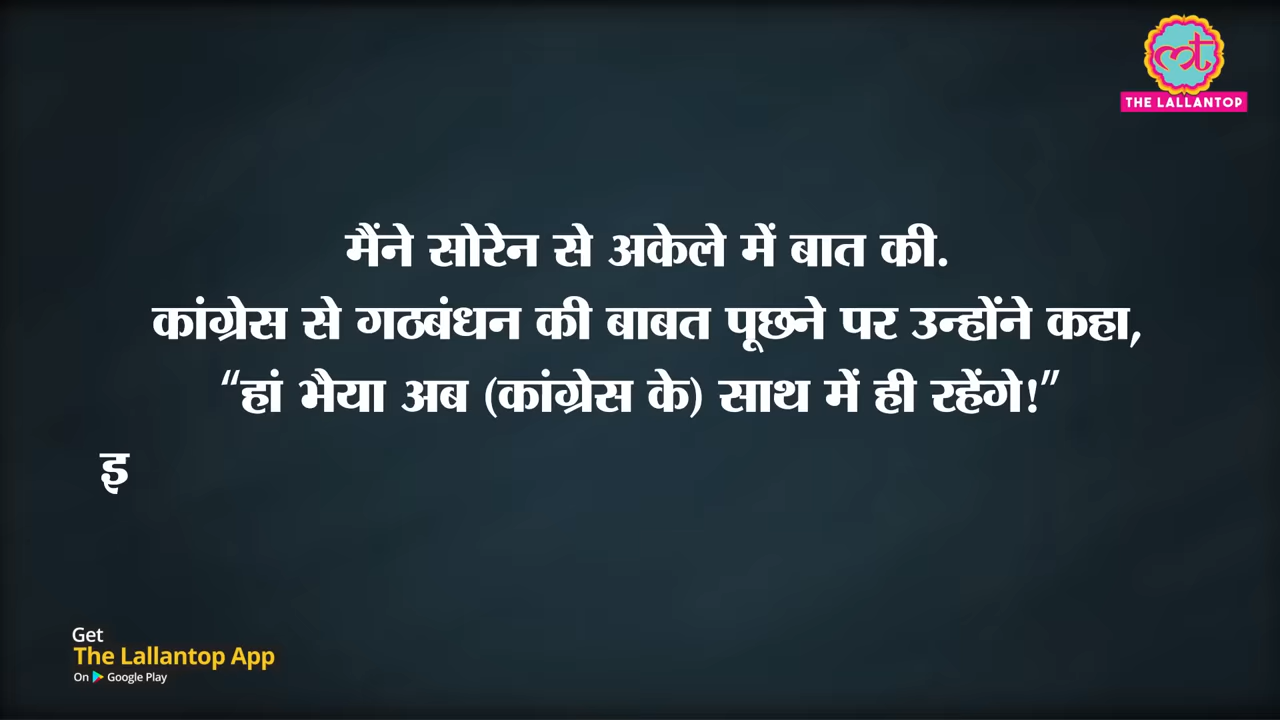 THE LALLANTOP
मैंने सोरेन से अकेले में बात की.
कांग्रेस से गठबंधन की बाबत पूछने पर उन्होंने कहा,
“हां भैया अब (कांग्रेस के) साथ में ही रहेंगे!”
इ
Get
The Lallantop App
On Google Play